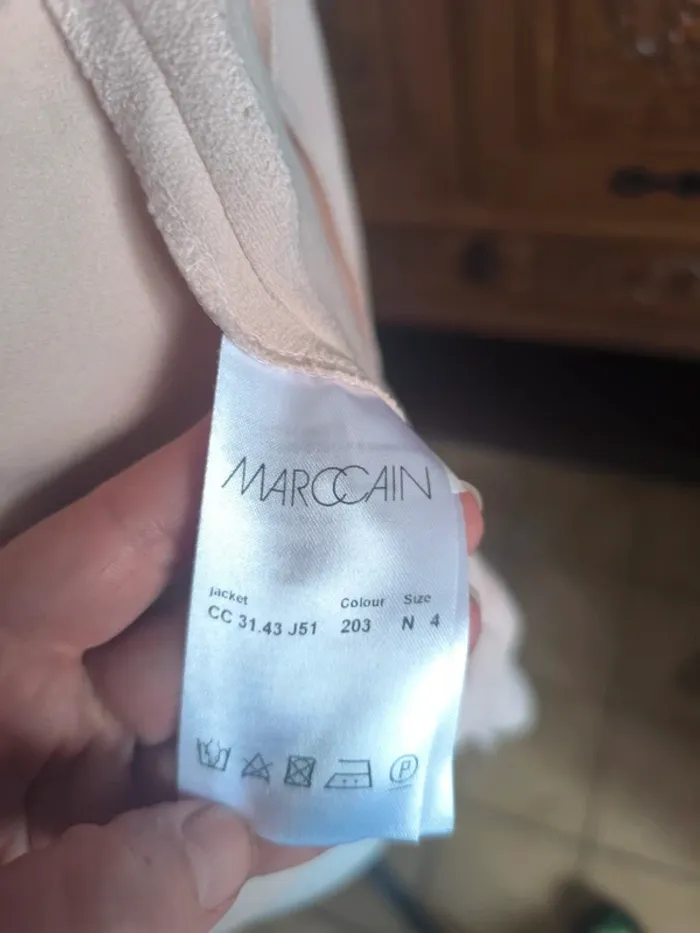 MARCCAIN
jacket Colour Size
CC 31.43 J51 203 N 4
P